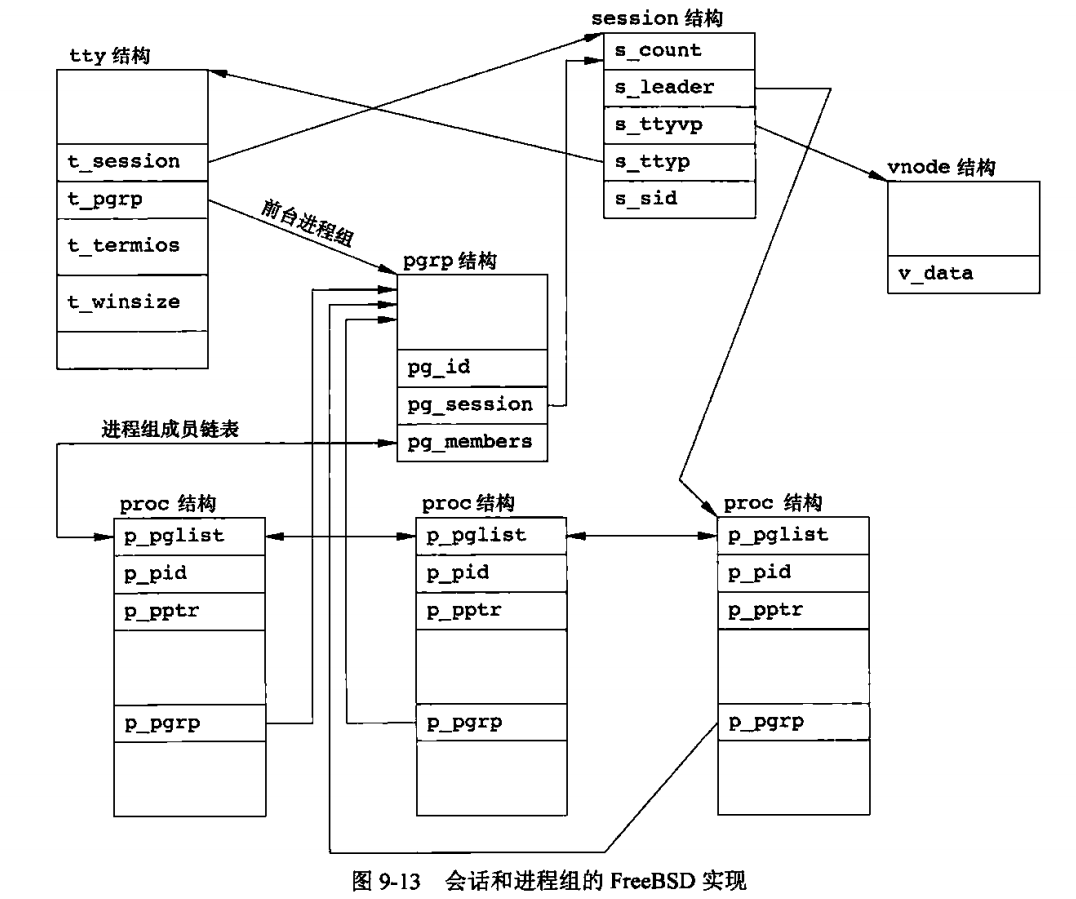 session 结构
s_count
s_leader
s_ttyvp
s_ttyp
s_sid
tty 结构
t_session
t_pgrp
t_termios
t_winsize
vnode 结构
v_data
前台进程组
pgrp 结构
pg_id
pg_session
pg_members
进程组成员链表
proc 结构
p_pglist
p_pid
p_pptr
p_pgrp
proc 结构
p_pglist
p_pid
p_pptr
p_pgrp
proc 结构
p_pglist
p_pid
p_pptr
p_pgrp
图 9-13 会话和进程组的 FreeBSD 实现